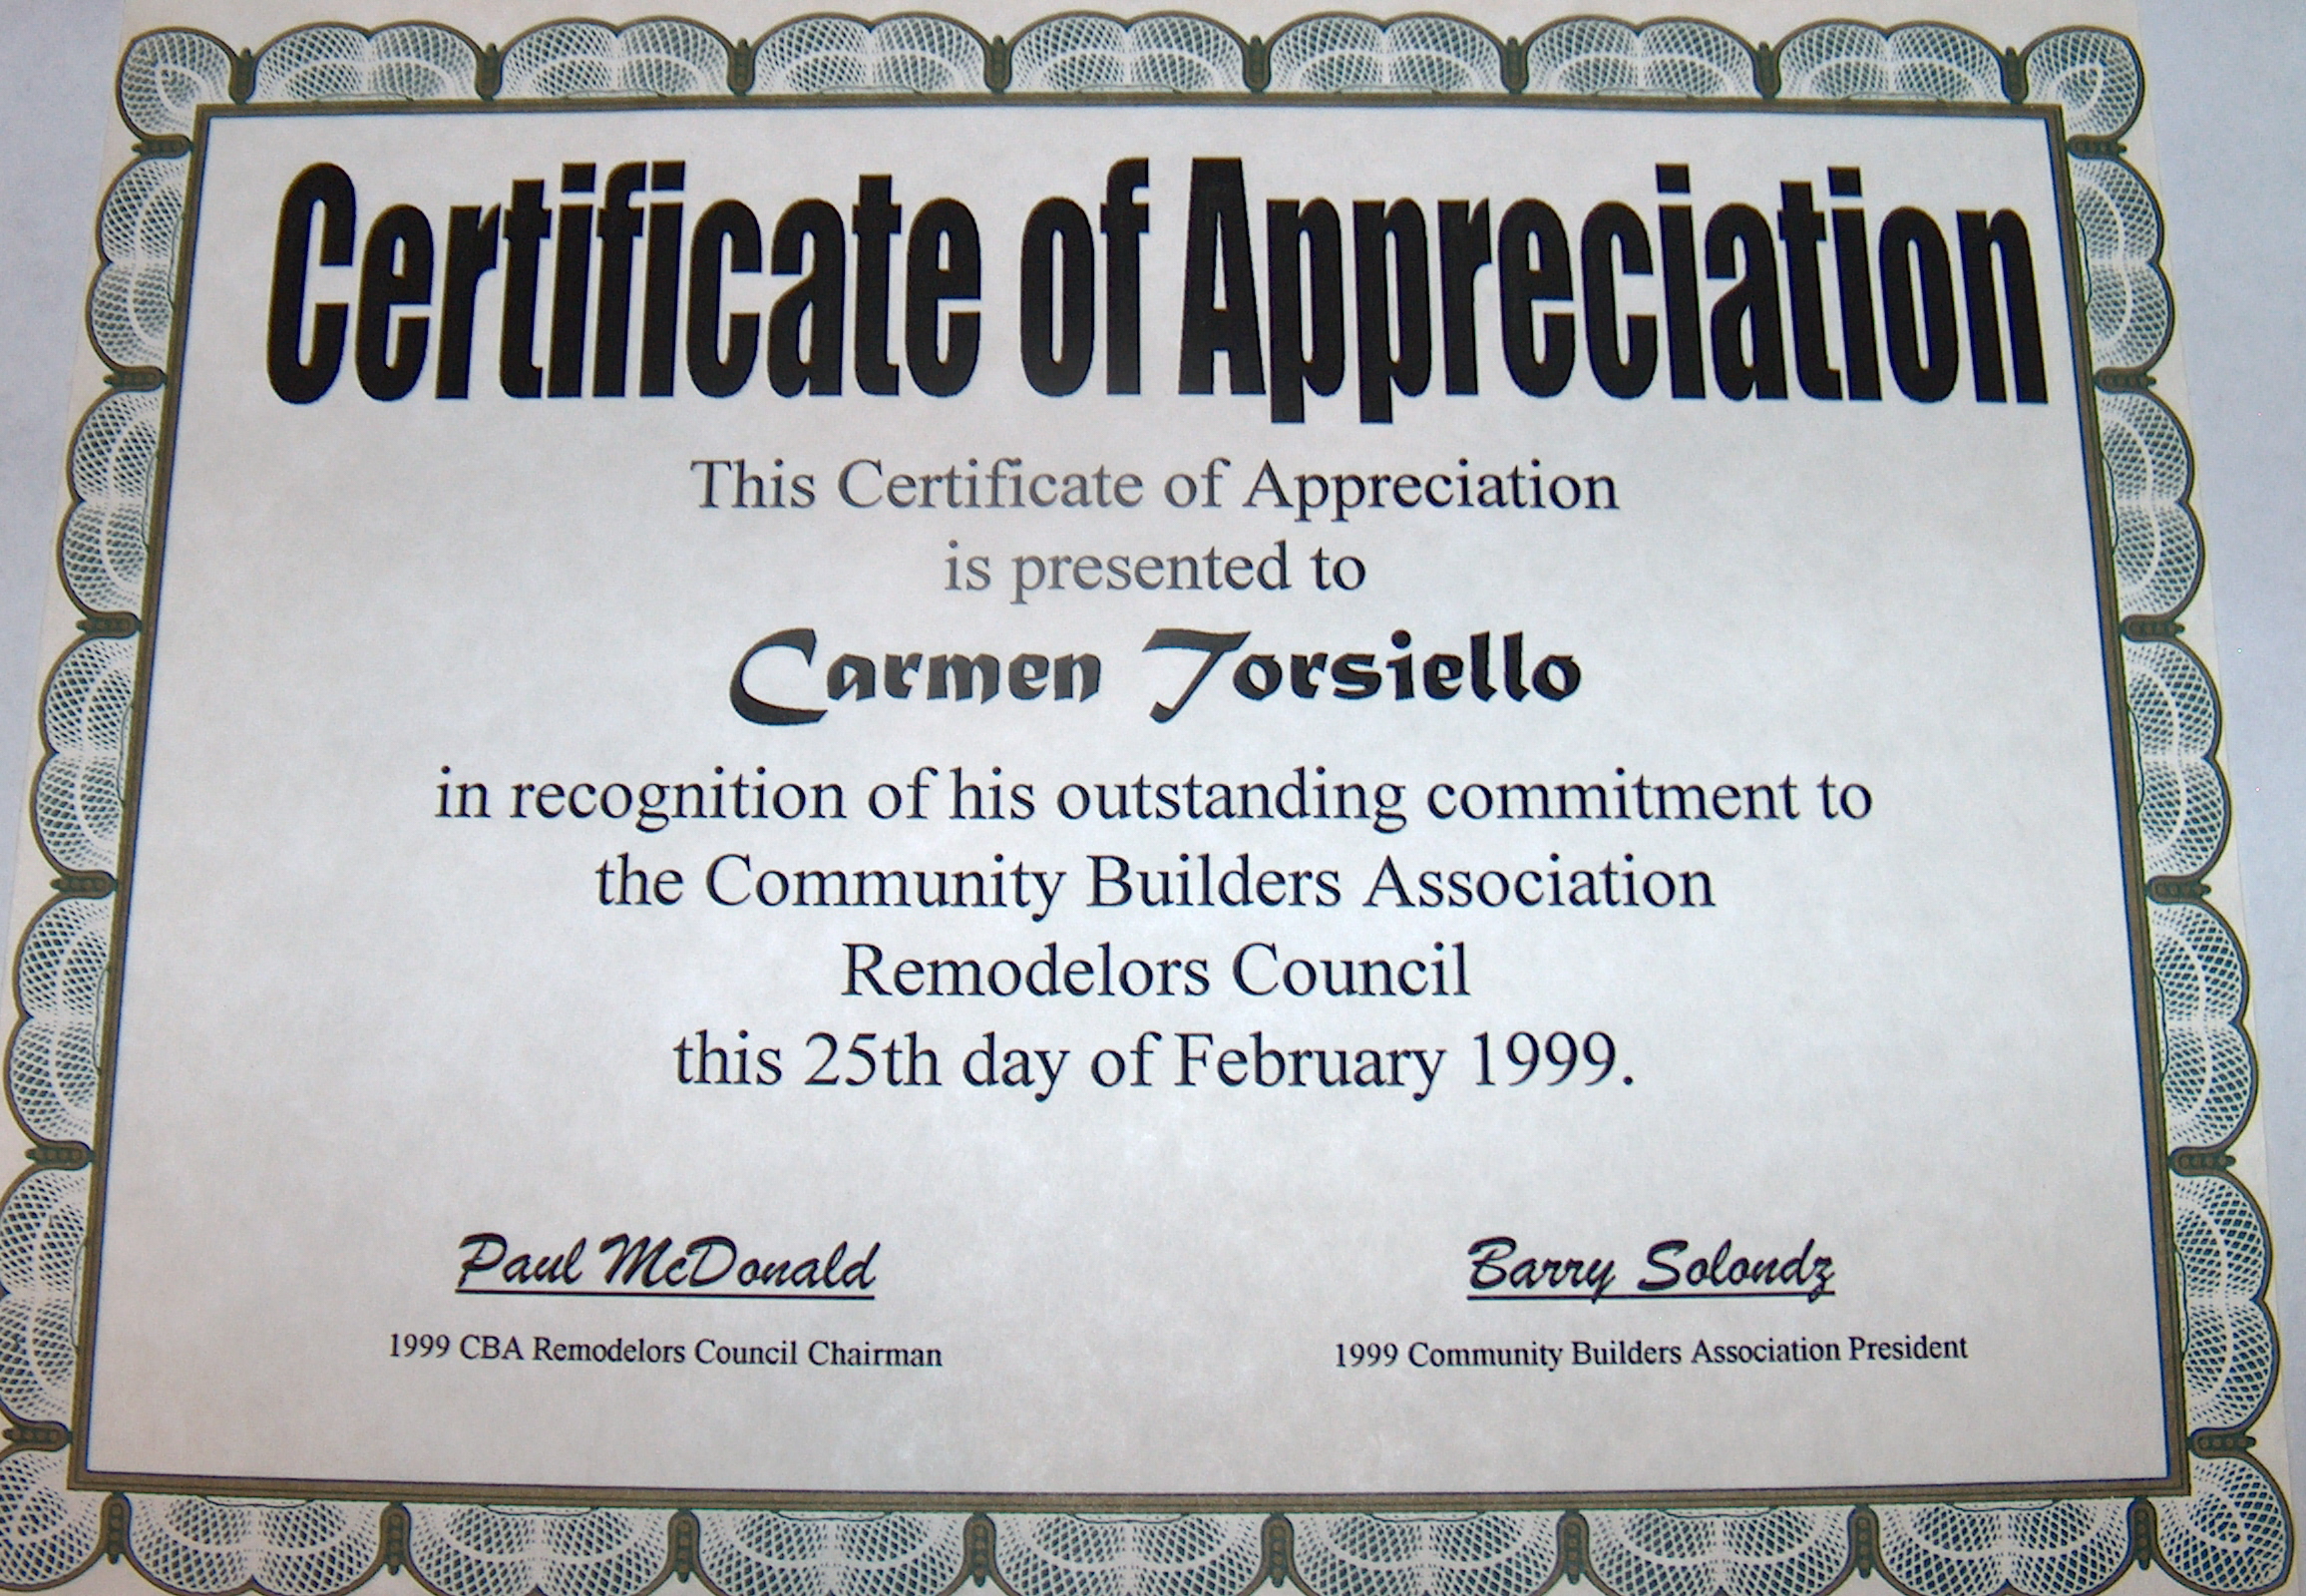 Certificate of Appreciation
This Certificate of Appreciation
is presented to
Carmen Torsiello
in recognition of his outstanding commitment to
the Community Builders Association
Remodelors Council
this 25th day of February 1999.
Paul McDonald
1999 CBA Remodelors Council Chairman
Barry Solondz
1999 Community Builders Association President